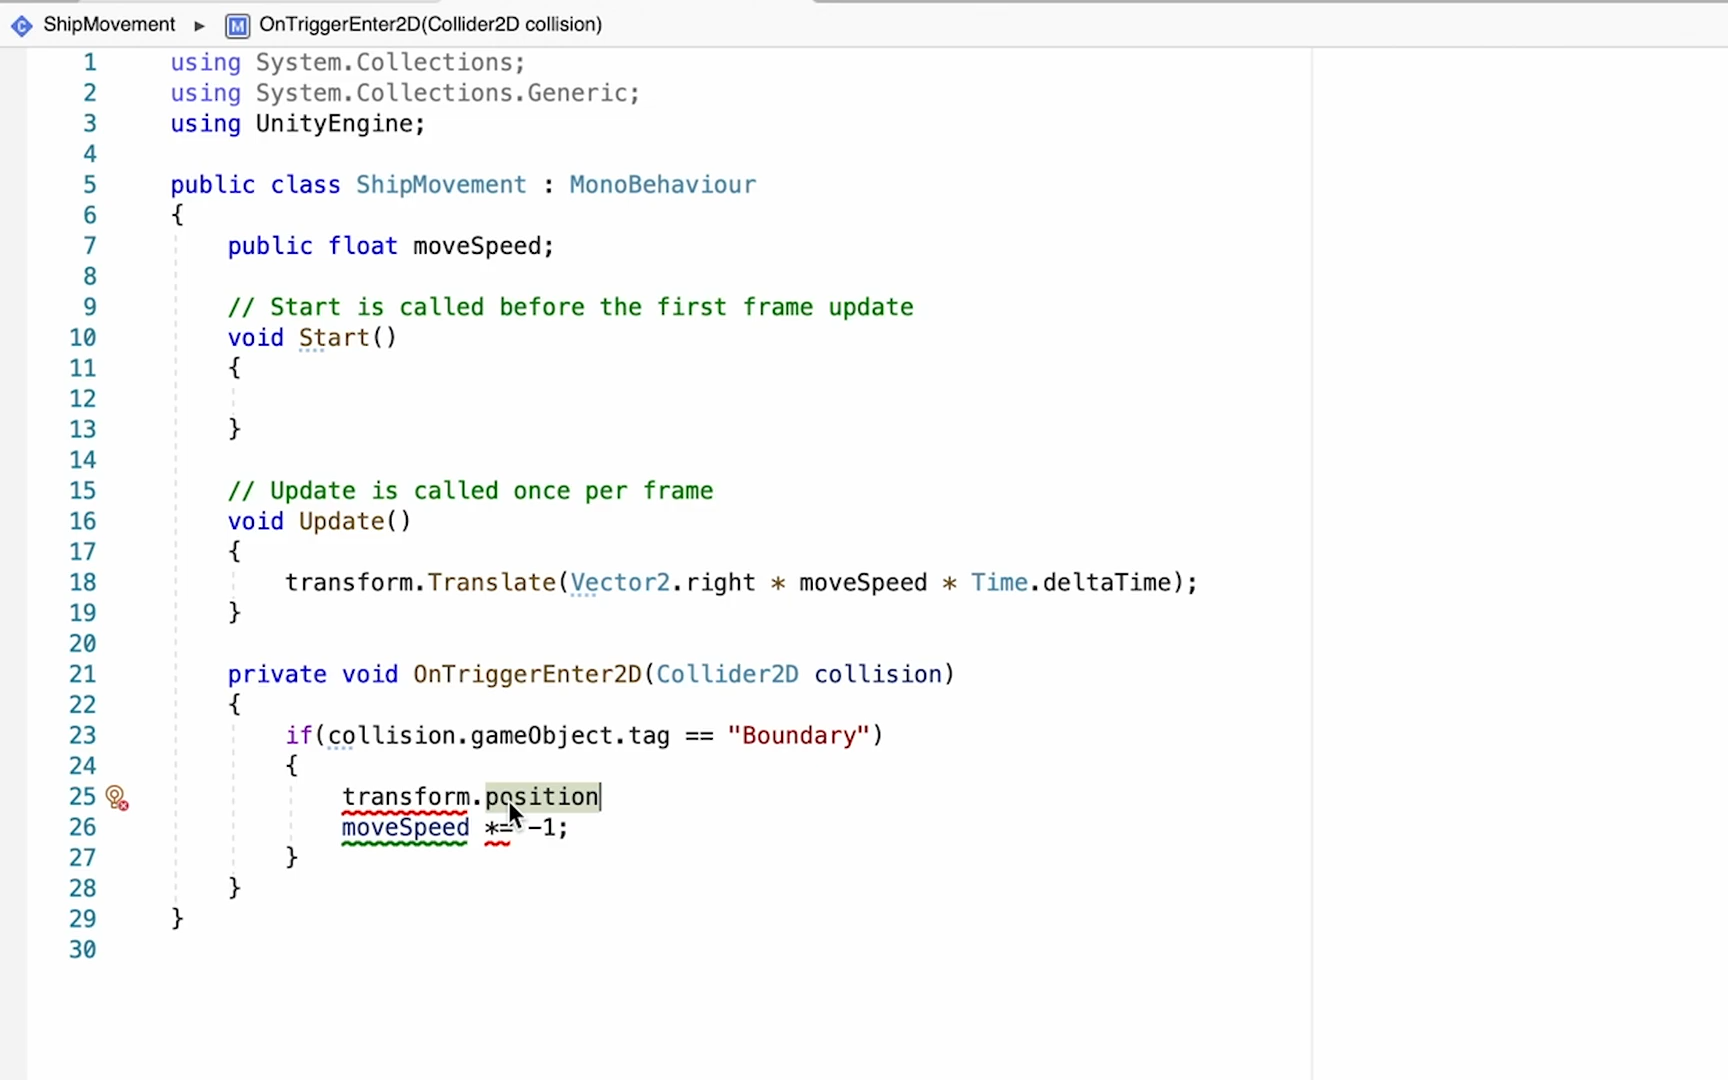 ShipMovement ▸ M OnTriggerEnter2D(Collider2D collision)
1 using System.Collections;
2 using System.Collections.Generic;
3 using UnityEngine;
4
5 public class ShipMovement : MonoBehaviour
6 {
7 public float moveSpeed;
8
9 // Start is called before the first frame update
10 void Start()
11 {
12
13 }
14
15 // Update is called once per frame
16 void Update()
17 {
18 transform.Translate(Vector2.right * moveSpeed * Time.deltaTime);
19 }
20
21 private void OnTriggerEnter2D(Collider2D collision)
22 {
23 if(collision.gameObject.tag == "Boundary")
24 {
25 transform.position
26 moveSpeed *= -1;
27 }
28 }
29 }
30